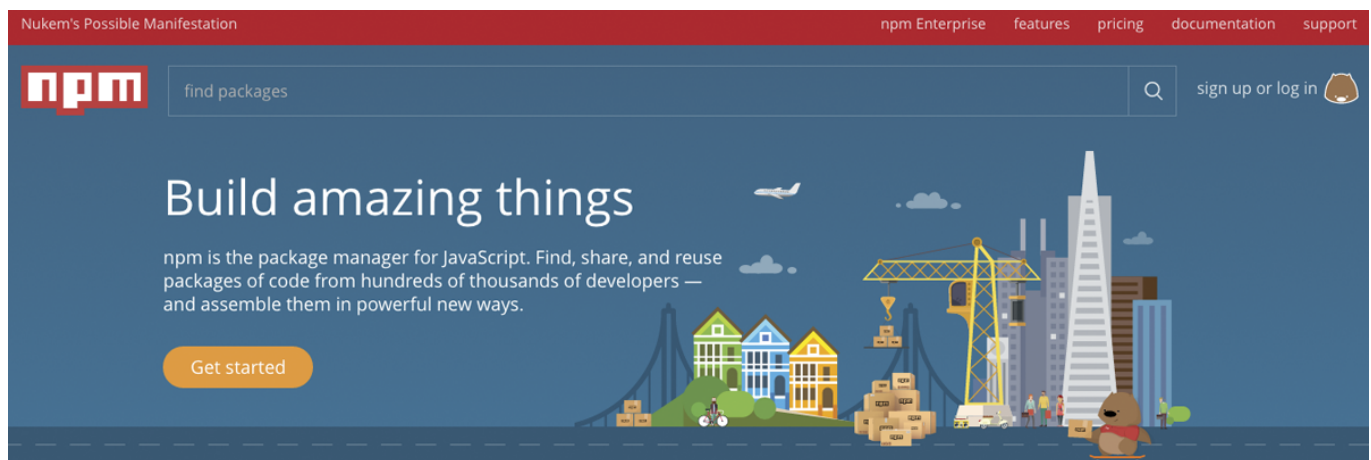 Nukem's Possible Manifestation
npm Enterprise features pricing documentation support
npm
find packages
sign up or log in
Build amazing things
npm is the package manager for JavaScript. Find, share, and reuse
packages of code from hundreds of thousands of developers —
and assemble them in powerful new ways.
Get started